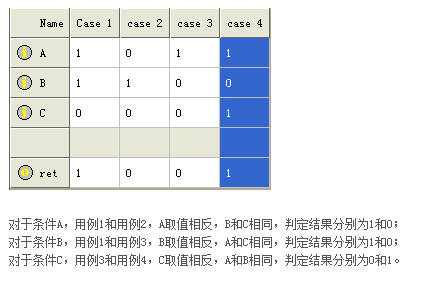 Name Case 1 case 2 case 3 case 4
i A 1 0 1 1
i B 1 1 0 0
i C 0 0 0 1
o ret 1 0 0 1
对于条件A，用例1和用例2，A取值相反，B和C相同，判定结果分别为1和0；
对于条件B，用例1和用例3，B取值相反，A和C相同，判定结果分别为1和0；
对于条件C，用例3和用例4，C取值相反，A和B相同，判定结果分别为0和1。